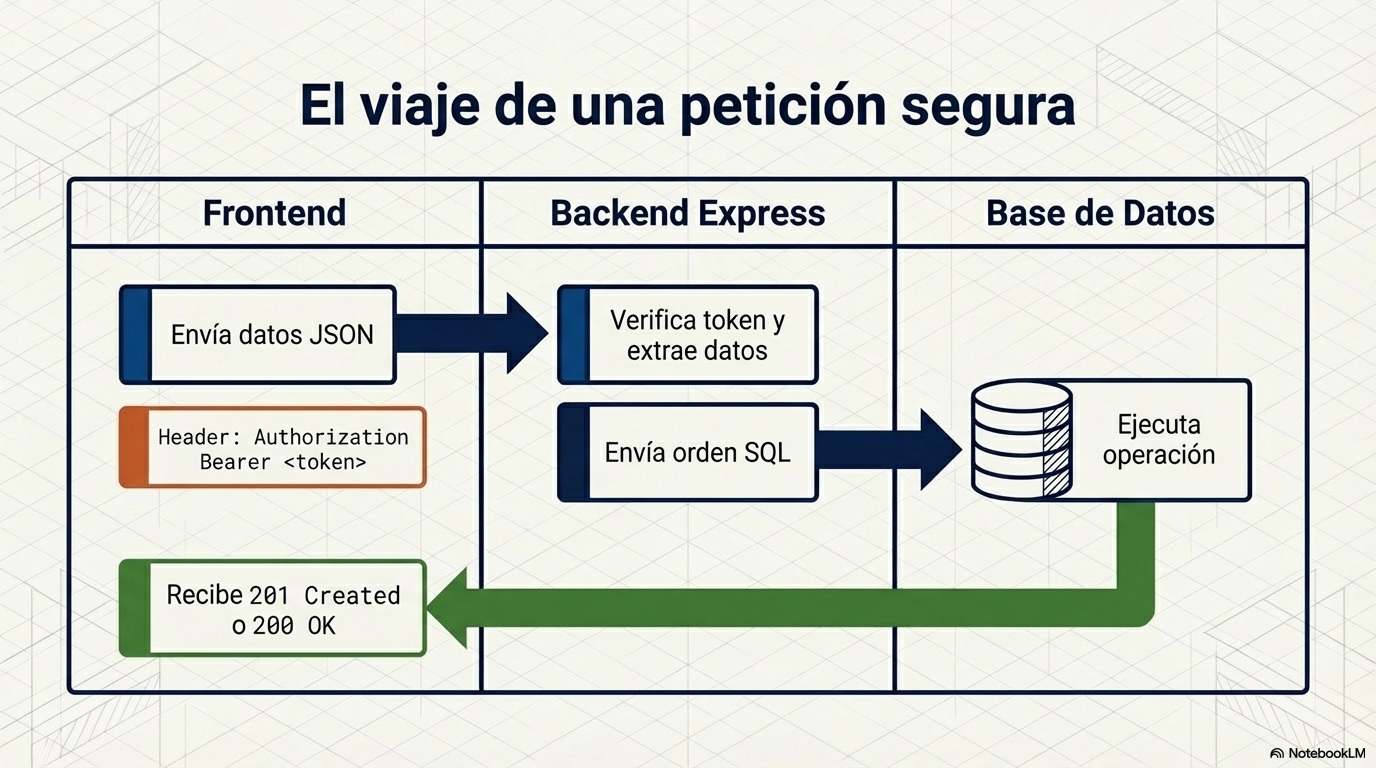 El viaje de una petición segura
Frontend
Backend Express
Base de Datos
Envía datos JSON
Verifica token y
extrae datos
Header: Authorization
Bearer <token>
Envía orden SQL
Ejecuta
operación
Recibe 201 Created
o 200 OK
NotebookLM